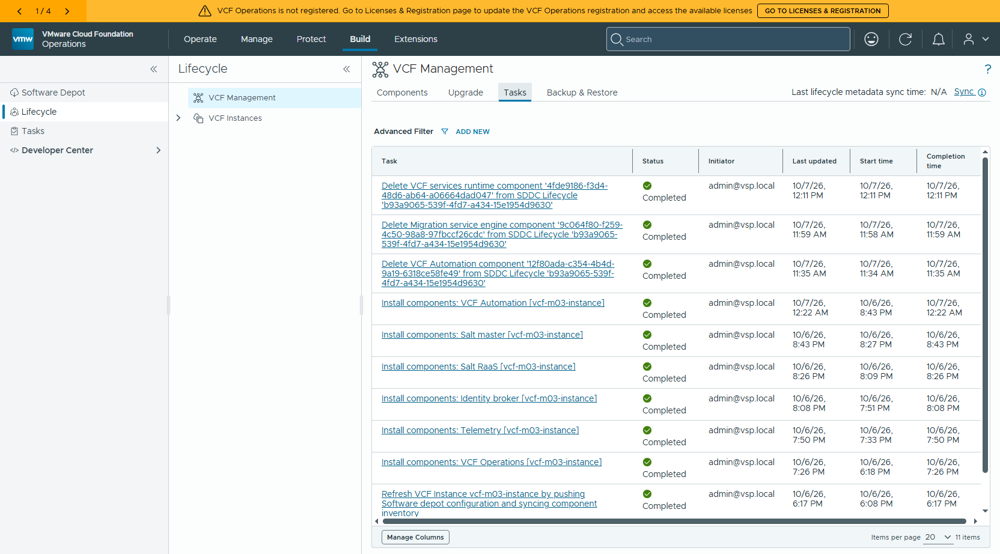 1 / 4
VCF Operations is not registered. Go to Licenses & Registration page to update the VCF Operations registration and access the available licenses
GO TO LICENSES & REGISTRATION
vmw
VMware Cloud Foundation
Operations
Operate
Manage
Protect
Build
Extensions
Search
Software Depot
Lifecycle
Tasks
</> Developer Center
Lifecycle
VCF Management
VCF Instances
VCF Management
?
Components
Upgrade
Tasks
Backup & Restore
Last lifecycle metadata sync time: N/A Sync
Advanced Filter
ADD NEW
Task
Status
Initiator
Last updated
Start time
Completion
time
Delete VCF services runtime component '4fde9186-f3d4-
48d6-ab64-a06664dad047' from SDDC Lifecycle
'b93a9065-539f-4fd7-a434-15e1954d9630'
Completed
admin@vsp.local
10/7/26,
12:11 PM
10/7/26,
12:11 PM
10/7/26,
12:11 PM
Delete Migration service engine component '9c064f80-f259-
4c50-98a8-97fbccf26cdc' from SDDC Lifecycle 'b93a9065-
539f-4fd7-a434-15e1954d9630'
Completed
admin@vsp.local
10/7/26,
11:59 AM
10/7/26,
11:58 AM
10/7/26,
11:59 AM
Delete VCF Automation component '12f80ada-c354-4b4d-
9a19-6318ce58fe49' from SDDC Lifecycle 'b93a9065-539f-
4fd7-a434-15e1954d9630'
Completed
admin@vsp.local
10/7/26,
11:35 AM
10/7/26,
11:34 AM
10/7/26,
11:35 AM
Install components: VCF Automation [vcf-m03-instance]
Completed
admin@vsp.local
10/7/26,
12:22 AM
10/6/26,
8:43 PM
10/7/26,
12:22 AM
Install components: Salt master [vcf-m03-instance]
Completed
admin@vsp.local
10/6/26,
8:43 PM
10/6/26,
8:27 PM
10/6/26,
8:43 PM
Install components: Salt RaaS [vcf-m03-instance]
Completed
admin@vsp.local
10/6/26,
8:26 PM
10/6/26,
8:09 PM
10/6/26,
8:26 PM
Install components: Identity broker [vcf-m03-instance]
Completed
admin@vsp.local
10/6/26,
8:08 PM
10/6/26,
7:51 PM
10/6/26,
8:08 PM
Install components: Telemetry [vcf-m03-instance]
Completed
admin@vsp.local
10/6/26,
7:50 PM
10/6/26,
7:33 PM
10/6/26,
7:50 PM
Install components: VCF Operations [vcf-m03-instance]
Completed
admin@vsp.local
10/6/26,
7:26 PM
10/6/26,
6:18 PM
10/6/26,
7:26 PM
Refresh VCF Instance vcf-m03-instance by pushing
Software depot configuration and syncing component
inventory
Completed
admin@vsp.local
10/6/26,
6:17 PM
10/6/26,
6:08 PM
10/6/26,
6:17 PM
Manage Columns
Items per page 20
11 items